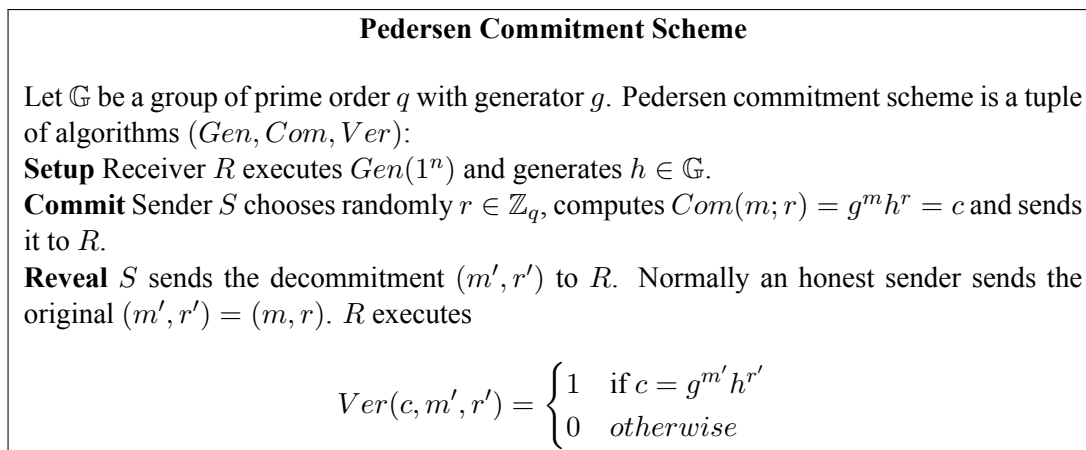 Pedersen Commitment Scheme
Let 𝔾 be a group of prime order q with generator g. Pedersen commitment scheme is a tuple
of algorithms (Gen, Com, Ver):
Setup Receiver R executes Gen(1ⁿ) and generates h ∈ 𝔾.
Commit Sender S chooses randomly r ∈ ℤ_q, computes Com(m; r) = g^m h^r = c and sends
it to R.
Reveal S sends the decommitment (m′, r′) to R. Normally an honest sender sends the
original (m′, r′) = (m, r). R executes
Ver(c, m′, r′) = { 1 if c = g^{m′} h^{r′}
0 otherwise